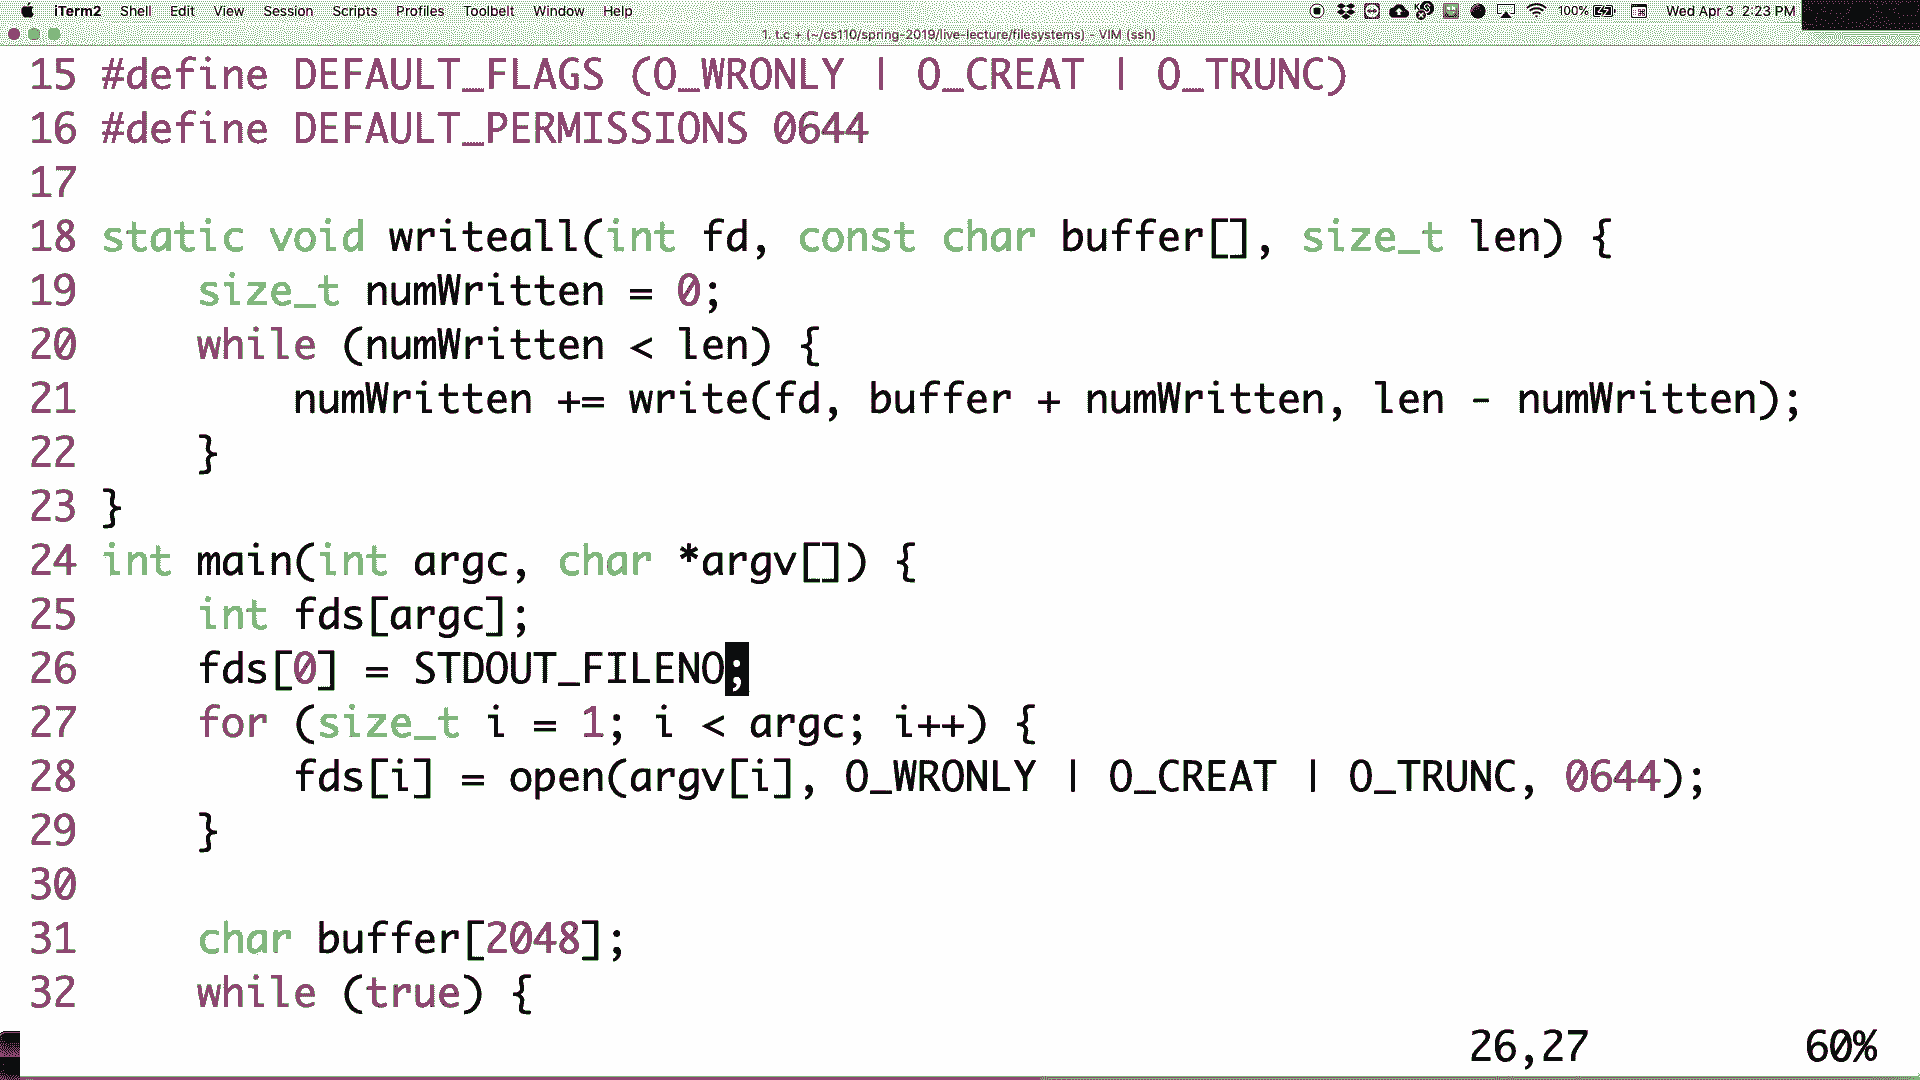 iTerm2 Shell Edit View Session Scripts Profiles Toolbelt Window Help 100% Wed Apr 3 2:23 PM
1. t.c + (~/cs110/spring-2019/live-lecture/filesystems) - VIM (ssh)
15 #define DEFAULT_FLAGS (O_WRONLY | O_CREAT | O_TRUNC)
16 #define DEFAULT_PERMISSIONS 0644
17
18 static void writeall(int fd, const char buffer[], size_t len) {
19     size_t numWritten = 0;
20     while (numWritten < len) {
21         numWritten += write(fd, buffer + numWritten, len - numWritten);
22     }
23 }
24 int main(int argc, char *argv[]) {
25     int fds[argc];
26     fds[0] = STDOUT_FILENO;
27     for (size_t i = 1; i < argc; i++) {
28         fds[i] = open(argv[i], O_WRONLY | O_CREAT | O_TRUNC, 0644);
29     }
30
31     char buffer[2048];
32     while (true) {
26,27 60%